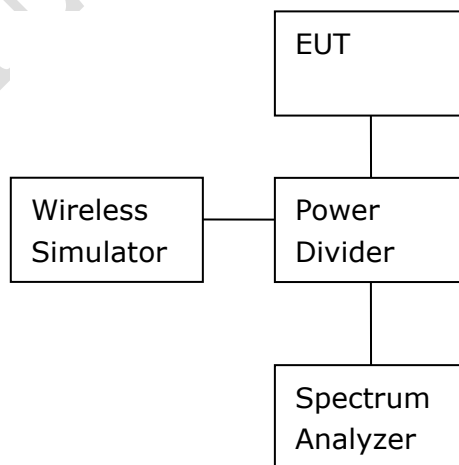 EUT
Wireless
Simulator
Power
Divider
Spectrum
Analyzer